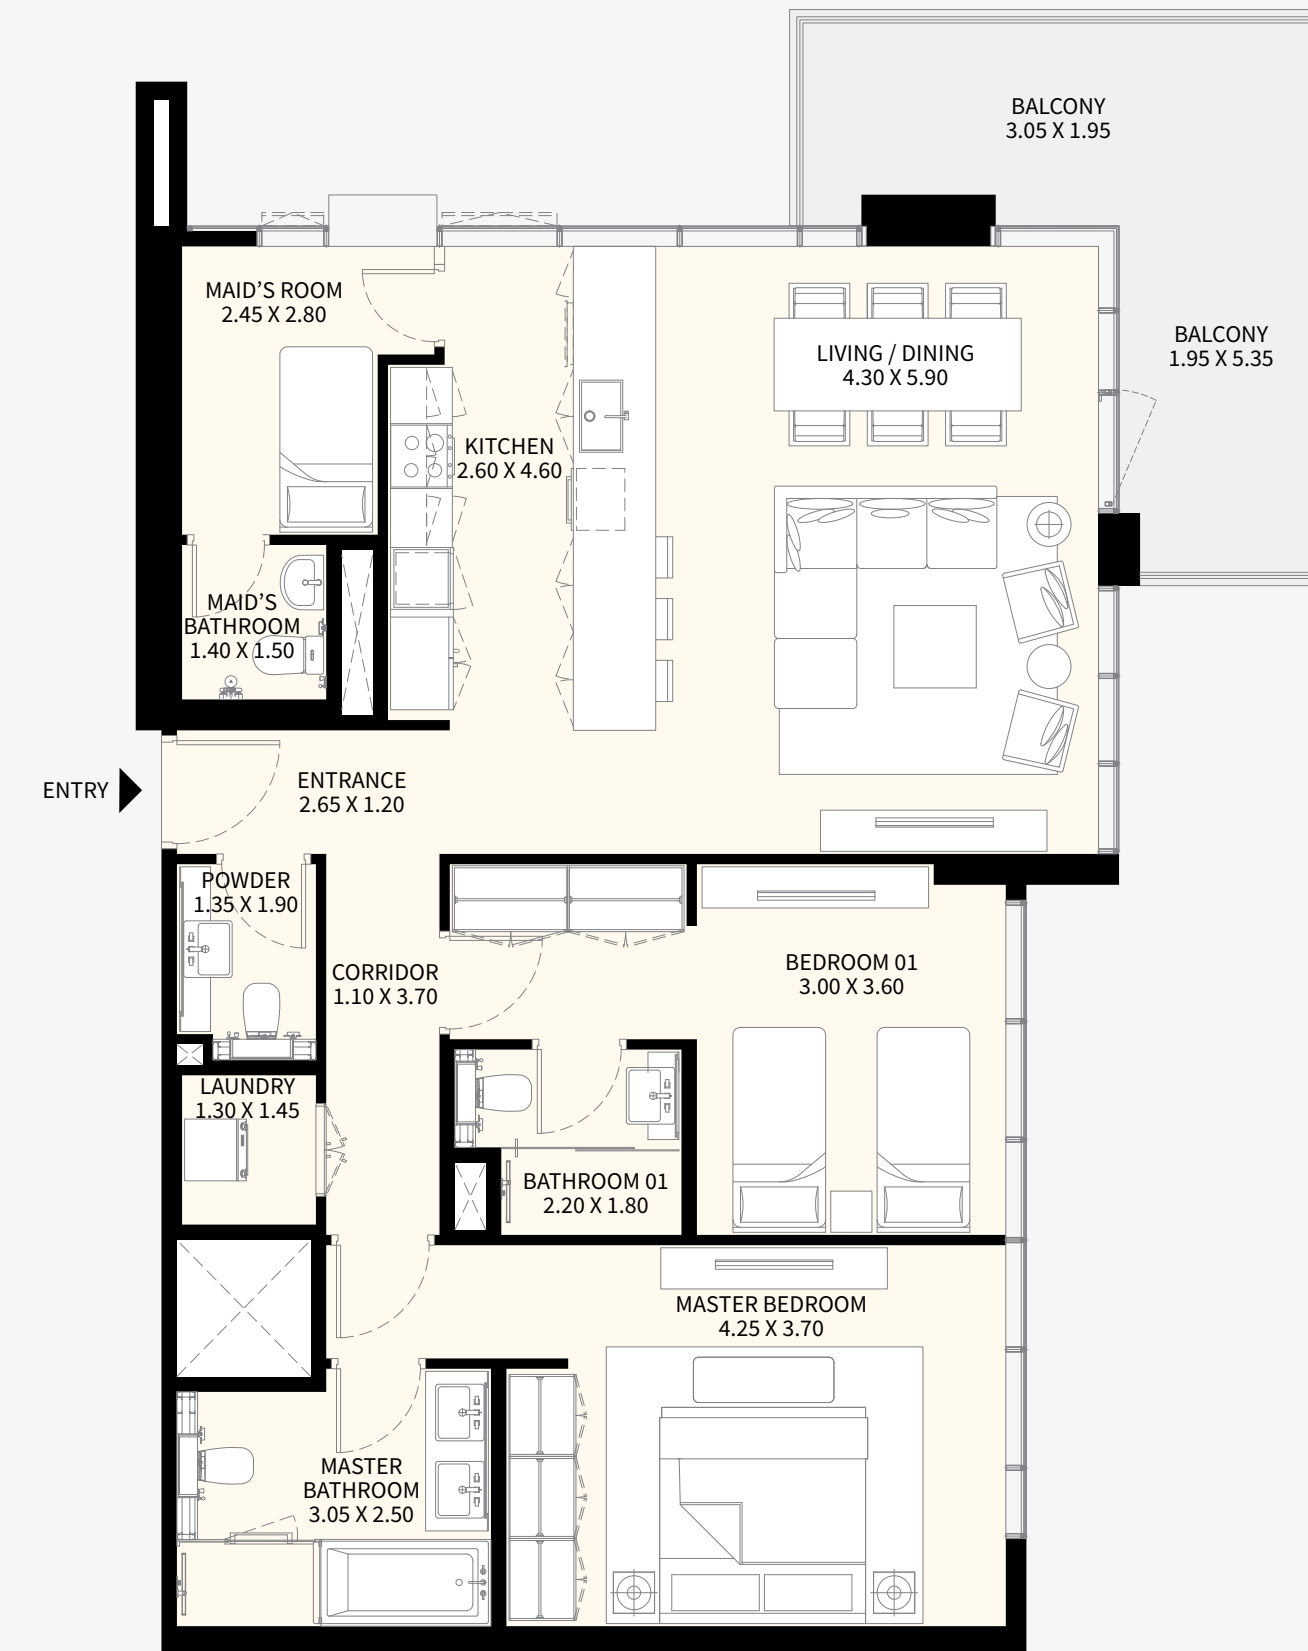 BALCONY
3.05 X 1.95
MAID’S ROOM
2.45 X 2.80
BALCONY
1.95 X 5.35
LIVING / DINING
4.30 X 5.90
KITCHEN
2.60 X 4.60
MAID’S
BATHROOM
1.40 X 1.50
ENTRY
ENTRANCE
2.65 X 1.20
POWDER
1.35 X 1.90
CORRIDOR
1.10 X 3.70
BEDROOM 01
3.00 X 3.60
LAUNDRY
1.30 X 1.45
BATHROOM 01
2.20 X 1.80
MASTER BEDROOM
4.25 X 3.70
MASTER
BATHROOM
3.05 X 2.50